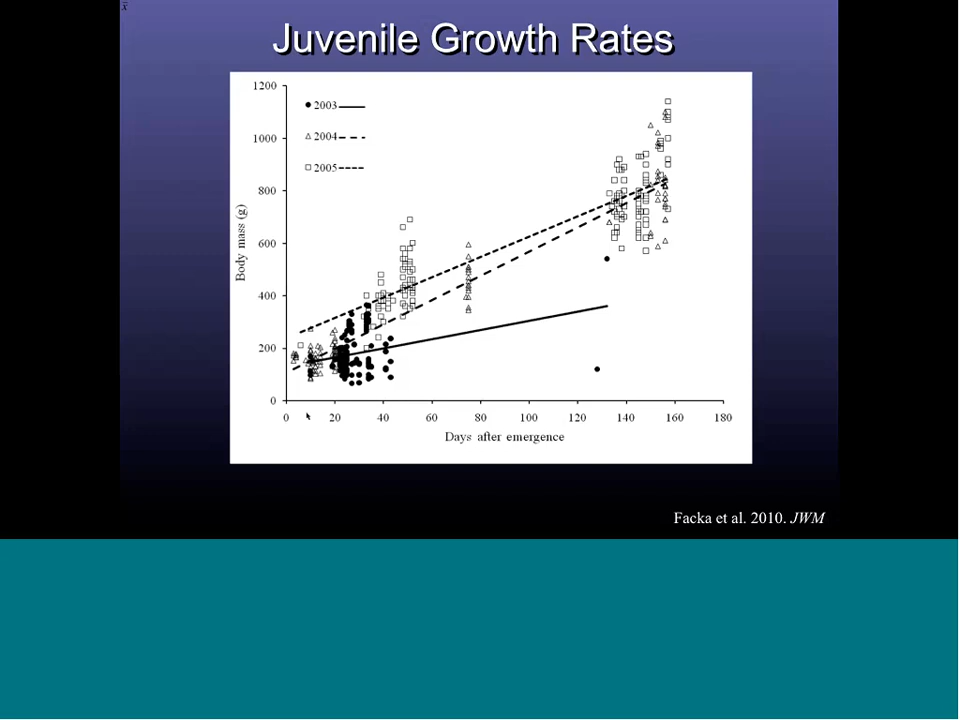 x̄
Juvenile Growth Rates
1200
1000
800
600
400
200
0
Body mass (g)
2003
2004
2005
0 20 40 60 80 100 120 140 160 180
Days after emergence
Facka et al. 2010. JWM